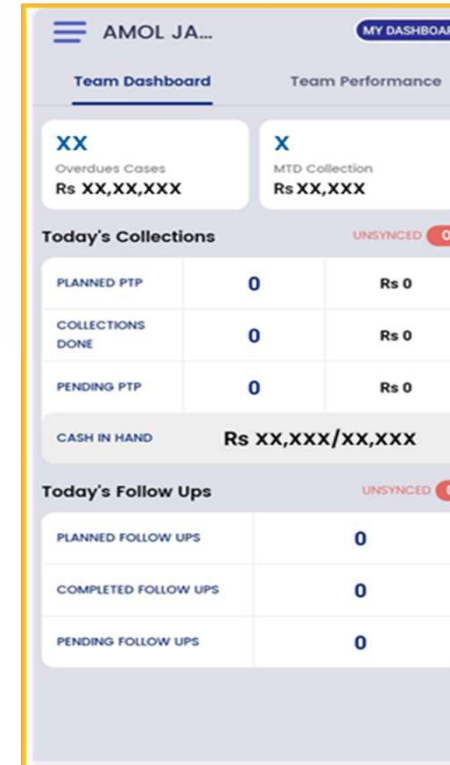 AMOL JA...
MY DASHBOAR
Team Dashboard Team Performance
XX X
Overdues Cases MTD Collection
Rs XX,XX,XXX Rs XX,XXX
Today's Collections UNSYNCED 0
PLANNED PTP 0 Rs 0
COLLECTIONS
DONE 0 Rs 0
PENDING PTP 0 Rs 0
CASH IN HAND Rs XX,XXX/XX,XXX
Today's Follow Ups UNSYNCED 0
PLANNED FOLLOW UPS 0
COMPLETED FOLLOW UPS 0
PENDING FOLLOW UPS 0